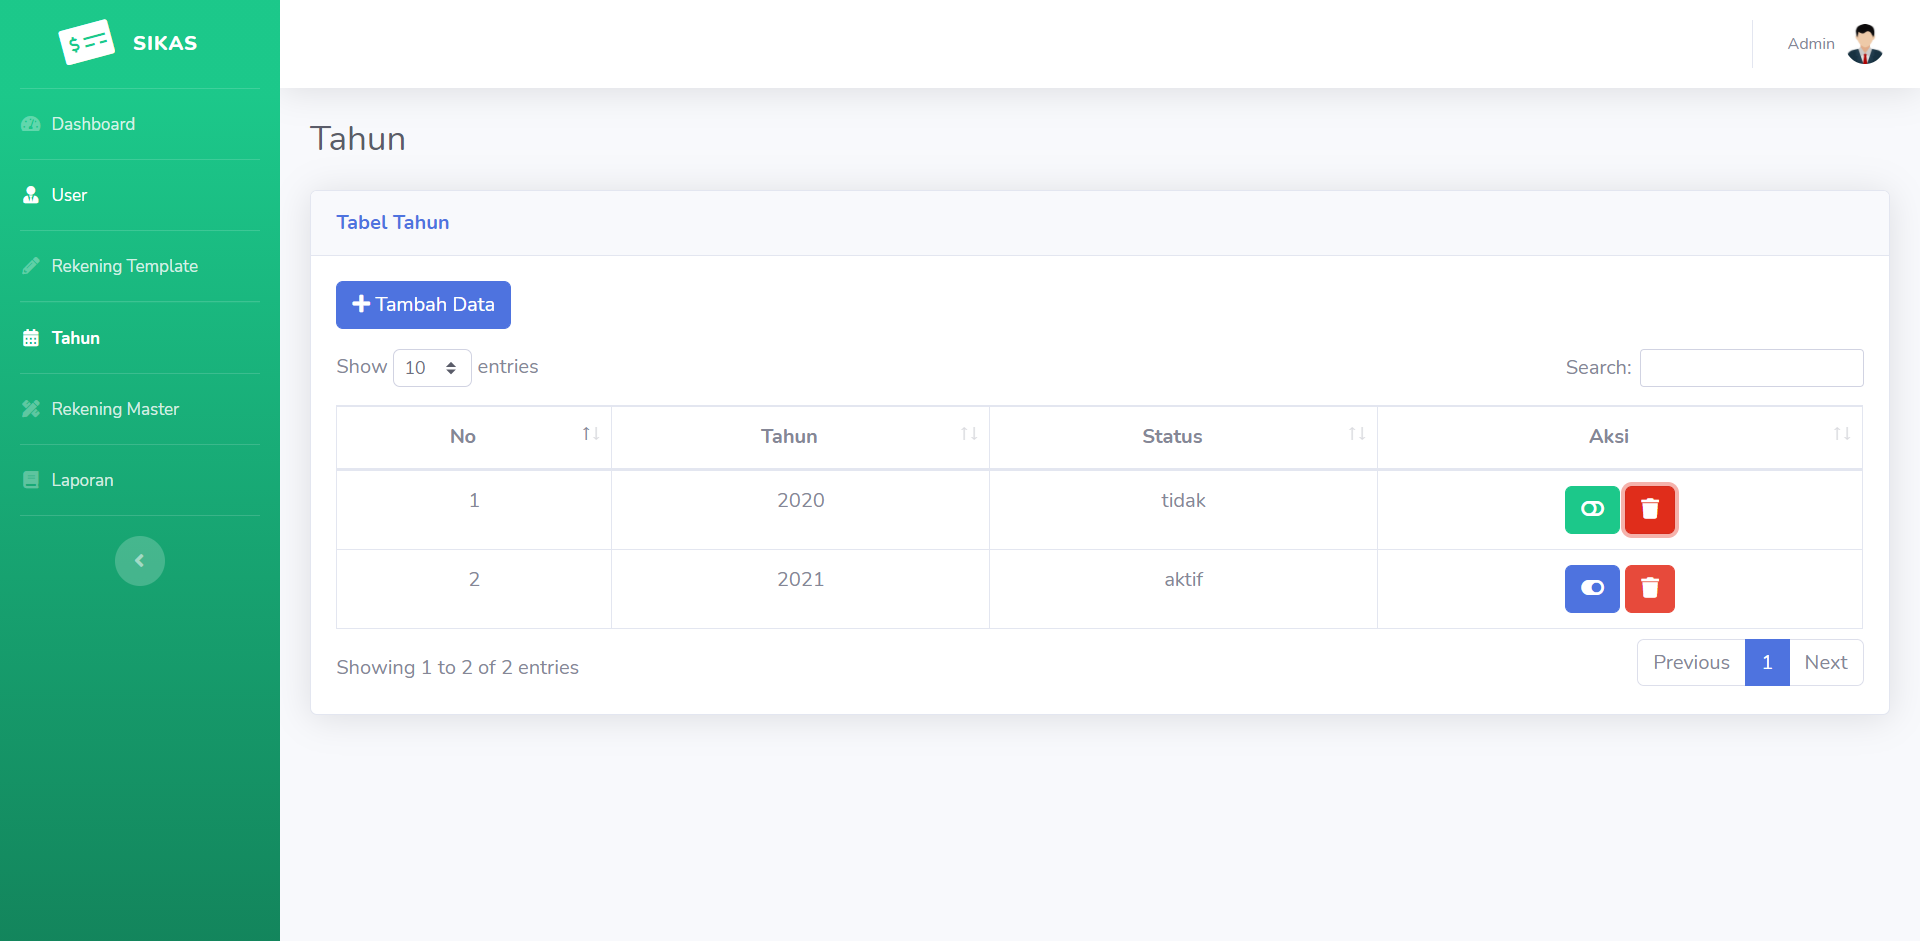 SIKAS
Admin
Dashboard
User
Rekening Template
Tahun
Rekening Master
Laporan
Tahun
Tabel Tahun
Tambah Data
Show 10 entries
Search:
No Tahun Status Aksi
1 2020 tidak
2 2021 aktif
Showing 1 to 2 of 2 entries
Previous 1 Next